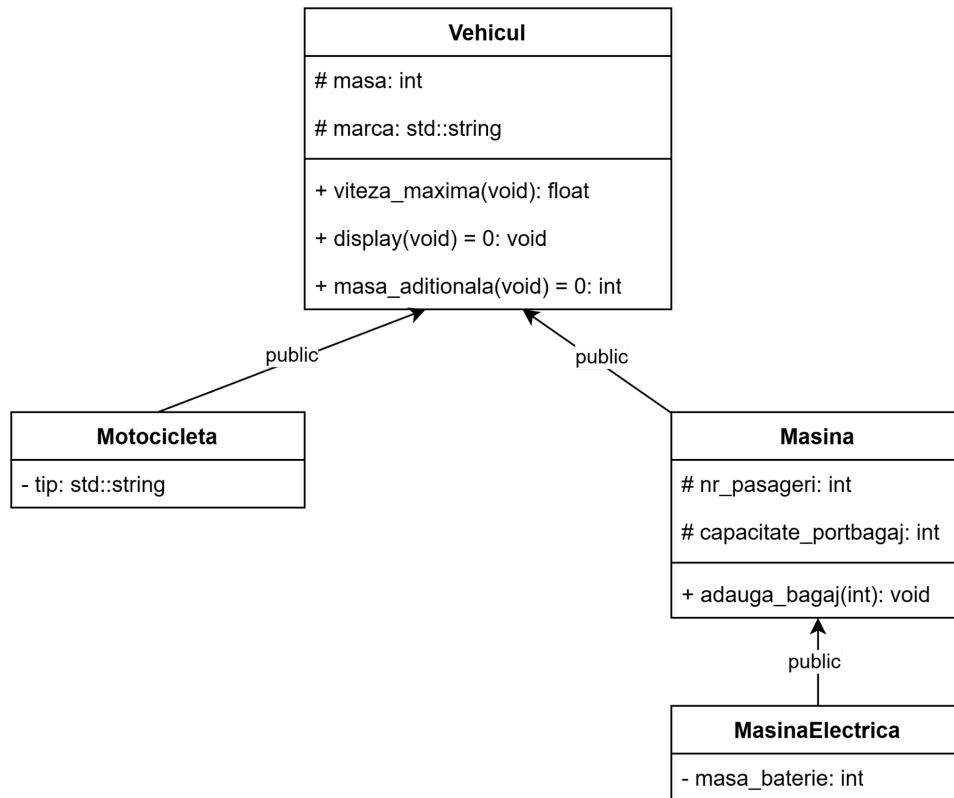 Vehicul
# masa: int
# marca: std::string
+ viteza_maxima(void): float
+ display(void) = 0: void
+ masa_aditionala(void) = 0: int
public
public
Motocicleta
- tip: std::string
Masina
# nr_pasageri: int
# capacitate_portbagaj: int
+ adauga_bagaj(int): void
public
MasinaElectrica
- masa_baterie: int